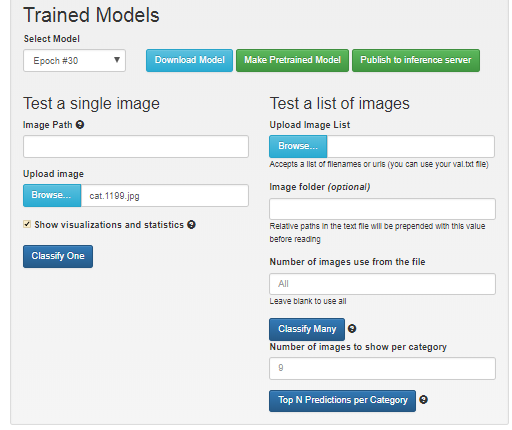 Trained Models
Select Model
Epoch #30
Download Model
Make Pretrained Model
Publish to inference server
Test a single image
Image Path
Upload image
Browse...
cat.1199.jpg
Show visualizations and statistics
Classify One
Test a list of images
Upload Image List
Browse...
Accepts a list of filenames or urls (you can use your val.txt file)
Image folder (optional)
Relative paths in the text file will be prepended with this value
before reading
Number of images use from the file
All
Leave blank to use all
Classify Many
Number of images to show per category
9
Top N Predictions per Category